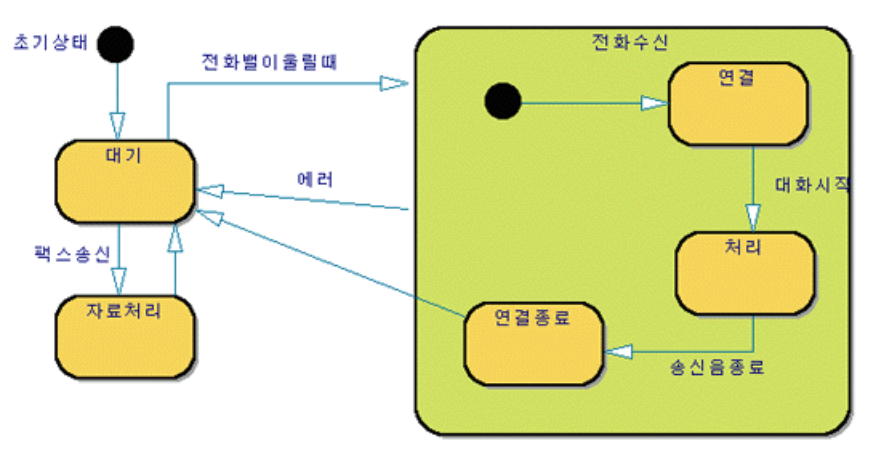 초기상태
전화벨이울릴때
전화수신
연결
대기
에러
대화시작
팩스송신
처리
자료처리
연결종료
송신음종료